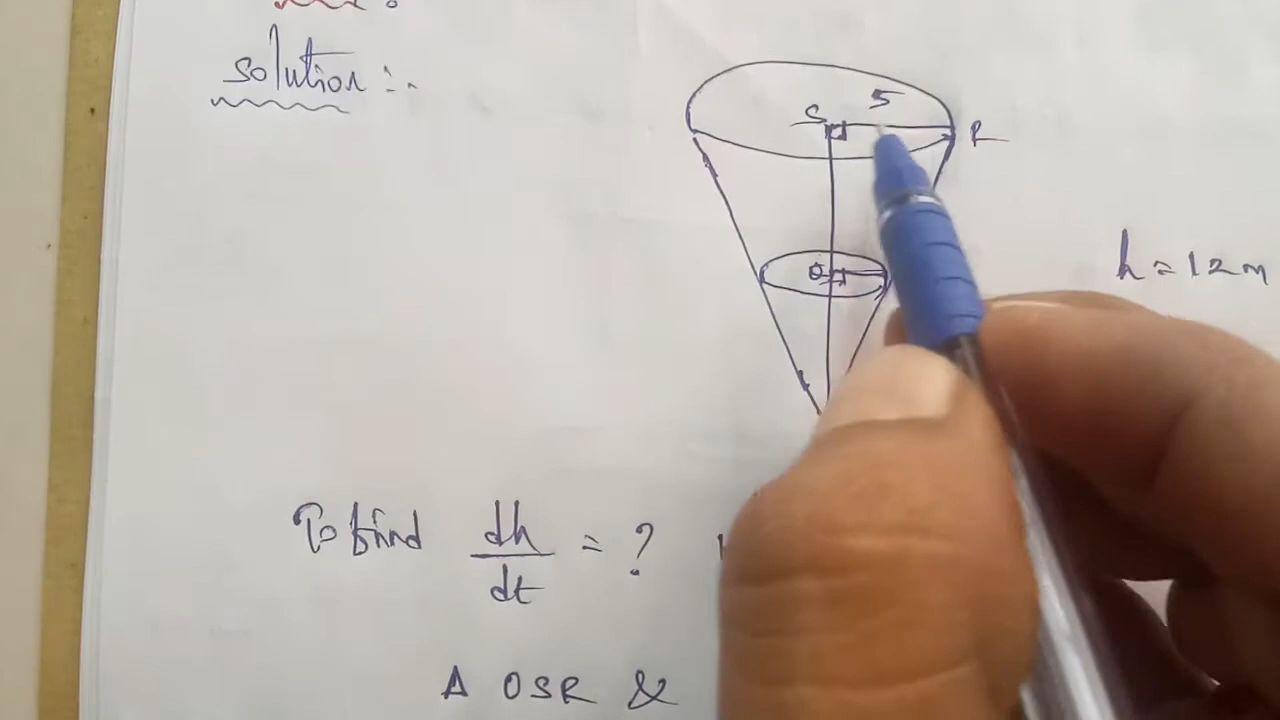 solution :-
5
S
R
Q
h = 12m
To find dh/dt = ?
Δ OSR &